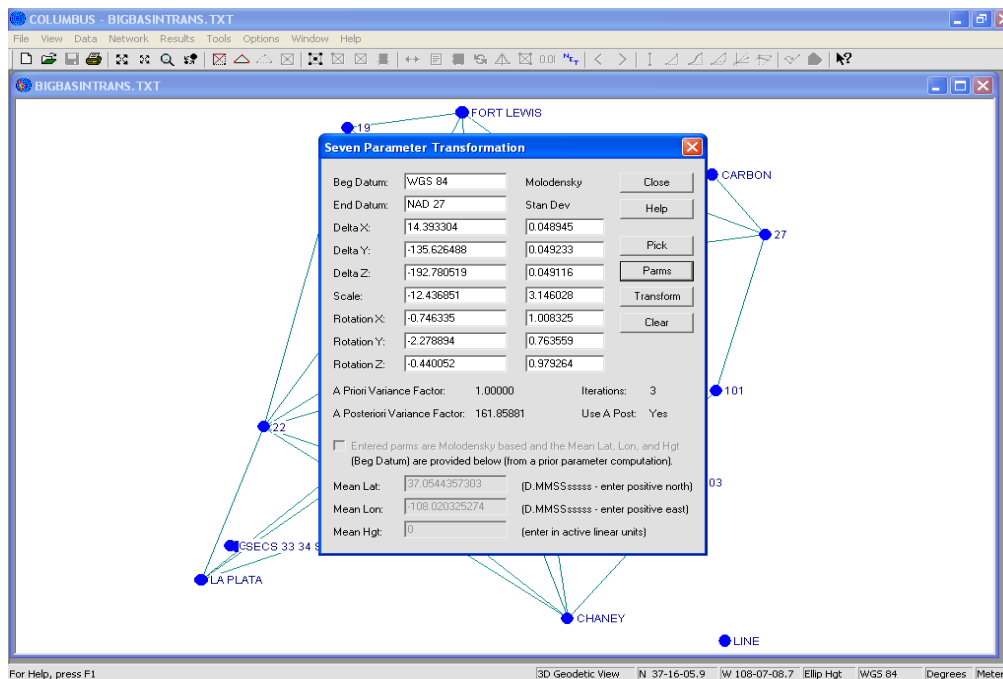 COLUMBUS - BIGBASINTRANS.TXT
File View Data Network Results Tools Options Window Help
0.01
BIGBASINTRANS.TXT
FORT LEWIS
19
Seven Parameter Transformation
Beg Datum: WGS 84 Molodensky Close
CARBON
End Datum: NAD 27 Stan Dev Help
Delta X: 14.393304 0.048945
27
Delta Y: -135.626488 0.049233 Pick
Delta Z: -192.780519 0.049116 Parms
Scale: -12.436851 3.146028 Transform
Rotation X: -0.746335 1.008325 Clear
Rotation Y: -2.278894 0.763559
Rotation Z: -0.440052 0.979264
A Priori Variance Factor: 1.00000 Iterations: 3
101
A Posteriori Variance Factor: 161.85881 Use A Post: Yes
22
Entered parms are Molodensky based and the Mean Lat, Lon, and Hgt
(Beg Datum) are provided below (from a prior parameter computation).
Mean Lat: 37.0544357303 (D.MMSSsssss - enter positive north)
03
Mean Lon: -108.020325274 (D.MMSSsssss - enter positive east)
Mean Hgt: 0 (enter in active linear units)
SECS 33 34
LA PLATA
CHANEY
LINE
For Help, press F1 3D Geodetic View N 37-16-05.9 W 108-07-08.7 Ellip Hgt WGS 84 Degrees Meter